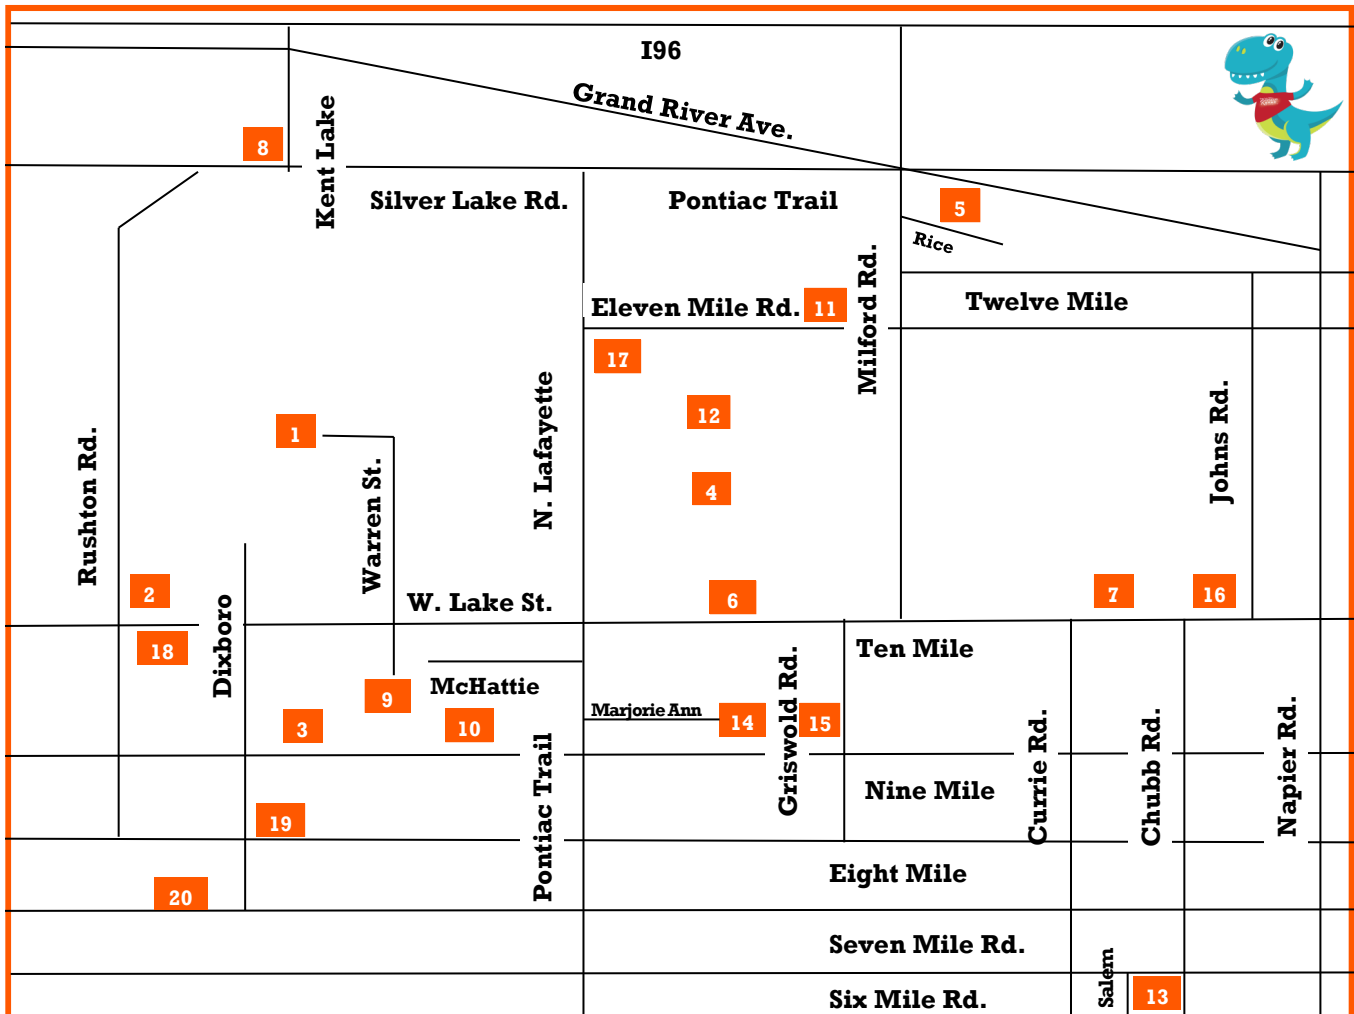 I96
Grand River Ave.
8
Kent Lake
Silver Lake Rd.
Pontiac Trail
5
Rice
Milford Rd.
Eleven Mile Rd.
11
Twelve Mile
17
12
1
N. Lafayette
Johns Rd.
Rushton Rd.
Warren St.
4
2
W. Lake St.
6
7
16
18
Dixboro
McHattie
Ten Mile
9
3
10
Marjorie Ann
14
Griswold Rd.
15
Currie Rd.
Chubb Rd.
Napier Rd.
Pontiac Trail
Nine Mile
19
20
Eight Mile
Seven Mile Rd.
Salem
13
Six Mile Rd.